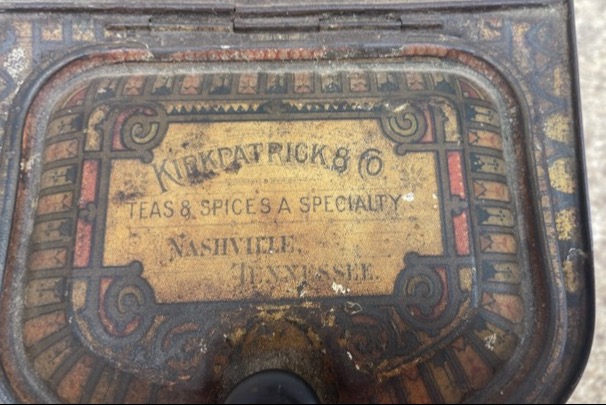 KIRKPATRICK & CO
TEAS & SPICES A SPECIALTY
NASHVILLE,
TENNESSEE.